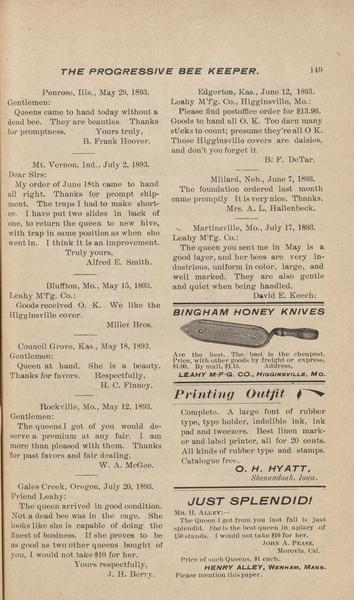 THE PROGRESSIVE BEE KEEPER. 149
Penrose, Ills., May 29, 1893.
Gentlemen:
Queens came to hand today without a
dead bee. They are beauties. Thanks
for promptness. Yours truly,
B. Frank Hoover.
Mt. Vernon, Ind., July 2, 1893.
Dear Sirs:
My order of June 18th came to hand
all right. Thanks for prompt ship-
ment. The traps I had to make short-
er. I have put two slides in back of
one, to return the queen to new hive,
with trap in same position as when she
went in. I think it is an improvement.
Truly yours,
Alfred E. Smith.
Bluffton, Mo., May 15, 1893.
Leahy M'f'g. Co.:
Goods received O. K. We like the
Higginsville cover.
Miller Bros.
Council Grove, Kas., May 18, 1893.
Gentlemen:
Queen at hand. She is a beauty.
Thanks for favors. Respectfully,
H. C. Finney.
Rockville, Mo., May 12, 1893.
Gentlemen:
The queens I got of you would de-
serve a premium at any fair. I am
more than pleased with them. Thanks
for past favors and fair dealing.
W. A. McGee.
Gales Creek, Oregon, July 20, 1893.
Friend Leahy:
The queen arrived in good condition.
Not a dead bee was in the cage. She
looks like she is capable of doing the
finest of business. If she proves to be
as good as two other queens bought of
you, I would not take $10 for her.
Yours respectfully,
J. H. Berry.
Edgerton, Kas., June 12, 1893.
Leahy M'f'g. Co., Higginsville, Mo.:
Please find postoffice order for $13.96.
Goods to hand all O. K. Too darn many
sticks to count; presume they're all O K.
Those Higginsville covers are daisies,
and don't you forget it.
B. F. DeTar.
Millard, Neb., June 7, 1893.
The foundation ordered last month
came promptly. It is very nice. Thanks.
Mrs. A. L. Hallenbeck.
Martinsville, Mo., July 17, 1893.
Leahy M'f'g. Co.:
The queen you sent me in May is a
good layer, and her bees are very in-
dustrious, uniform in color, large, and
well marked. They are also gentle
and quiet when being handled.
David E. Keech:
BINGHAM HONEY KNIVES
Are the best. The best is the cheapest.
Price, with other goods by freight or express,
$1.00. By mail, $1.15. Address,
LEAHY M-F-G. CO., HIGGINSVILLE, MO.
Printing Outfit
Complete. A large font of rubber
type, type holder, indelible ink, ink
pad and tweezers. Best linen mark-
er and label printer, all for 20 cents.
All kinds of rubber type and stamps.
Catalogue free.
O. H. HYATT,
Shenandoah, Iowa.
JUST SPLENDID!
MR. H. ALLEY:—
The Queen I got from you last fall is just
splendid. She is the best queen in apiary of
150 stands. I would not take $10 for her.
JOHN A. PEASE,
Morovia, Cal.
Price of such Queens, $1 each.
HENRY ALLEY, WENHAM, MASS.
Please mention this paper.